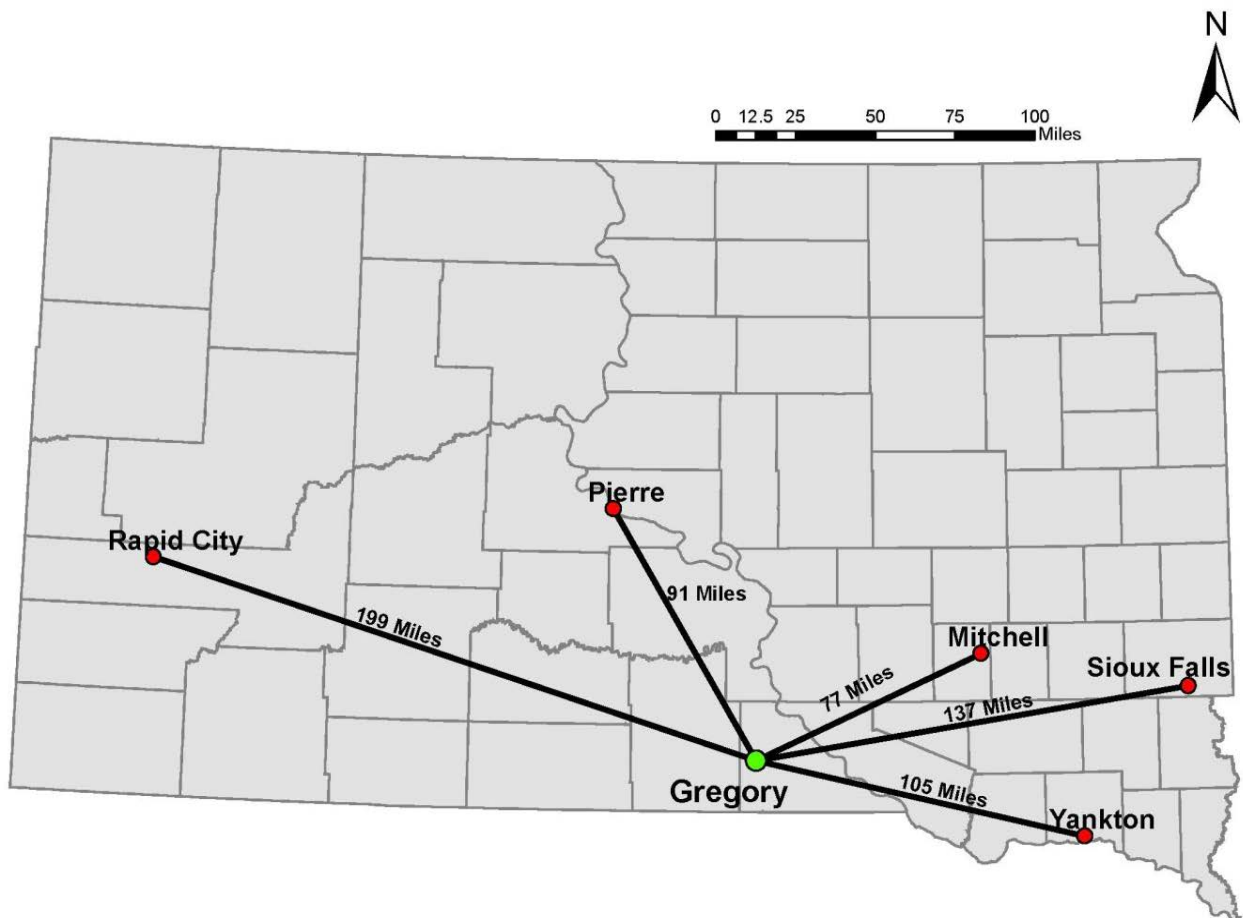 N
0 12.5 25 50 75 100
Miles
Pierre
Rapid City
91 Miles
199 Miles
Mitchell
Sioux Falls
77 Miles
137 Miles
Gregory
105 Miles
Yankton